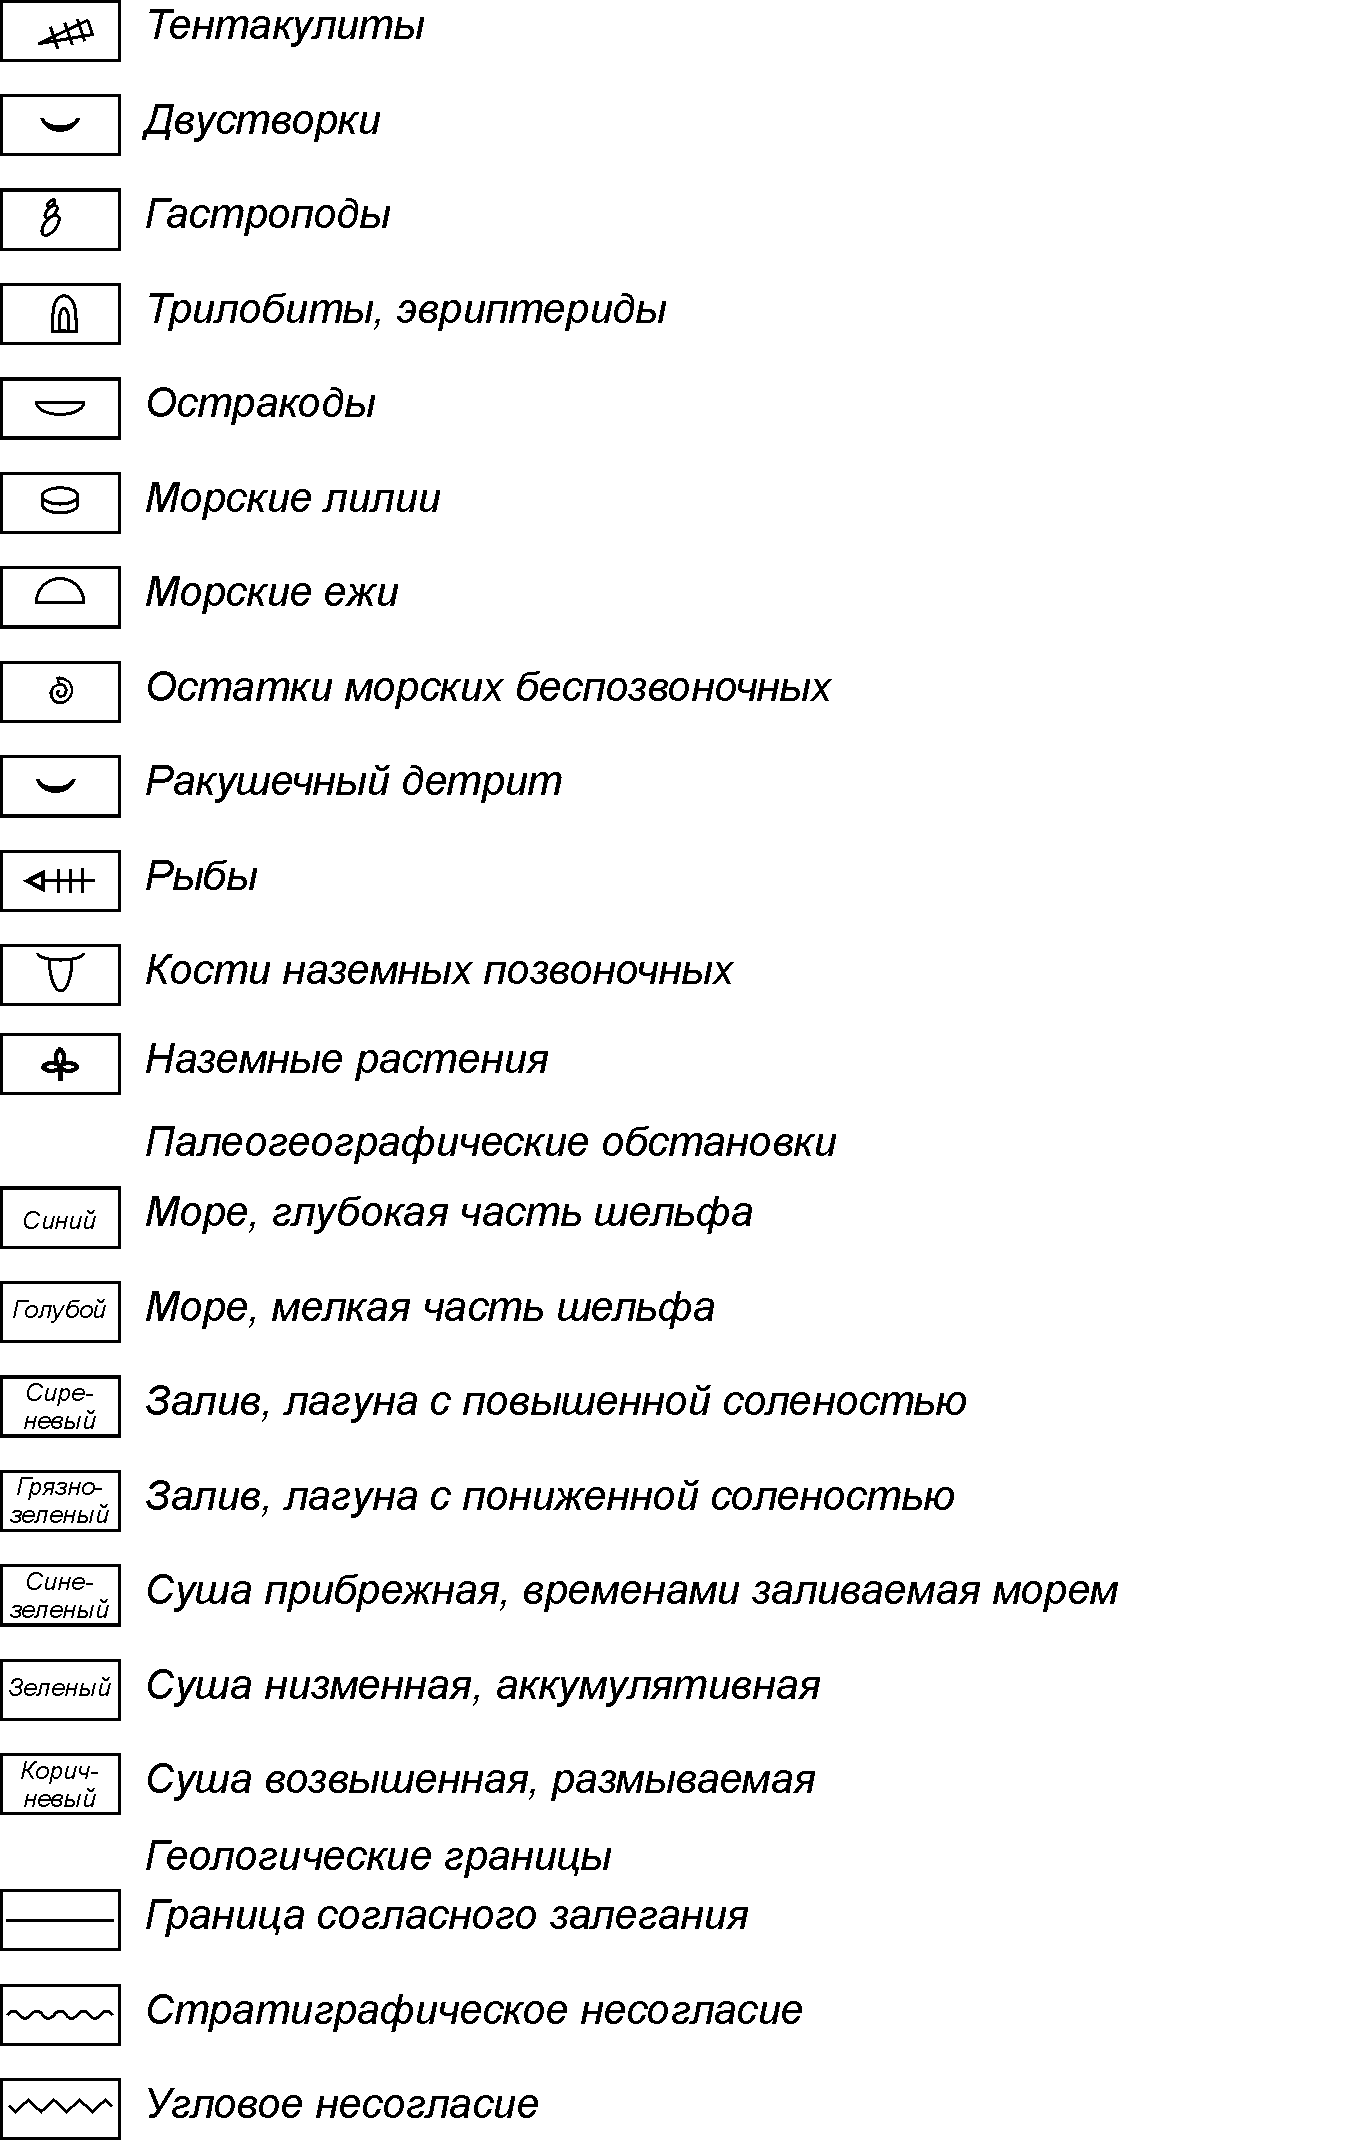 Тентакулиты
Двустворки
Гастроподы
Трилобиты, эвриптериды
Остракоды
Морские лилии
Морские ежи
Остатки морских беспозвоночных
Ракушечный детрит
Рыбы
Кости наземных позвоночных
Наземные растения
Палеогеографические обстановки
Синий
Море, глубокая часть шельфа
Голубой
Море, мелкая часть шельфа
Сире-
невый
Залив, лагуна с повышенной соленостью
Грязно-
зеленый
Залив, лагуна с пониженной соленостью
Сине-
зеленый
Суша прибрежная, временами заливаемая морем
Зеленый
Суша низменная, аккумулятивная
Корич-
невый
Суша возвышенная, размываемая
Геологические границы
Граница согласного залегания
Стратиграфическое несогласие
Угловое несогласие